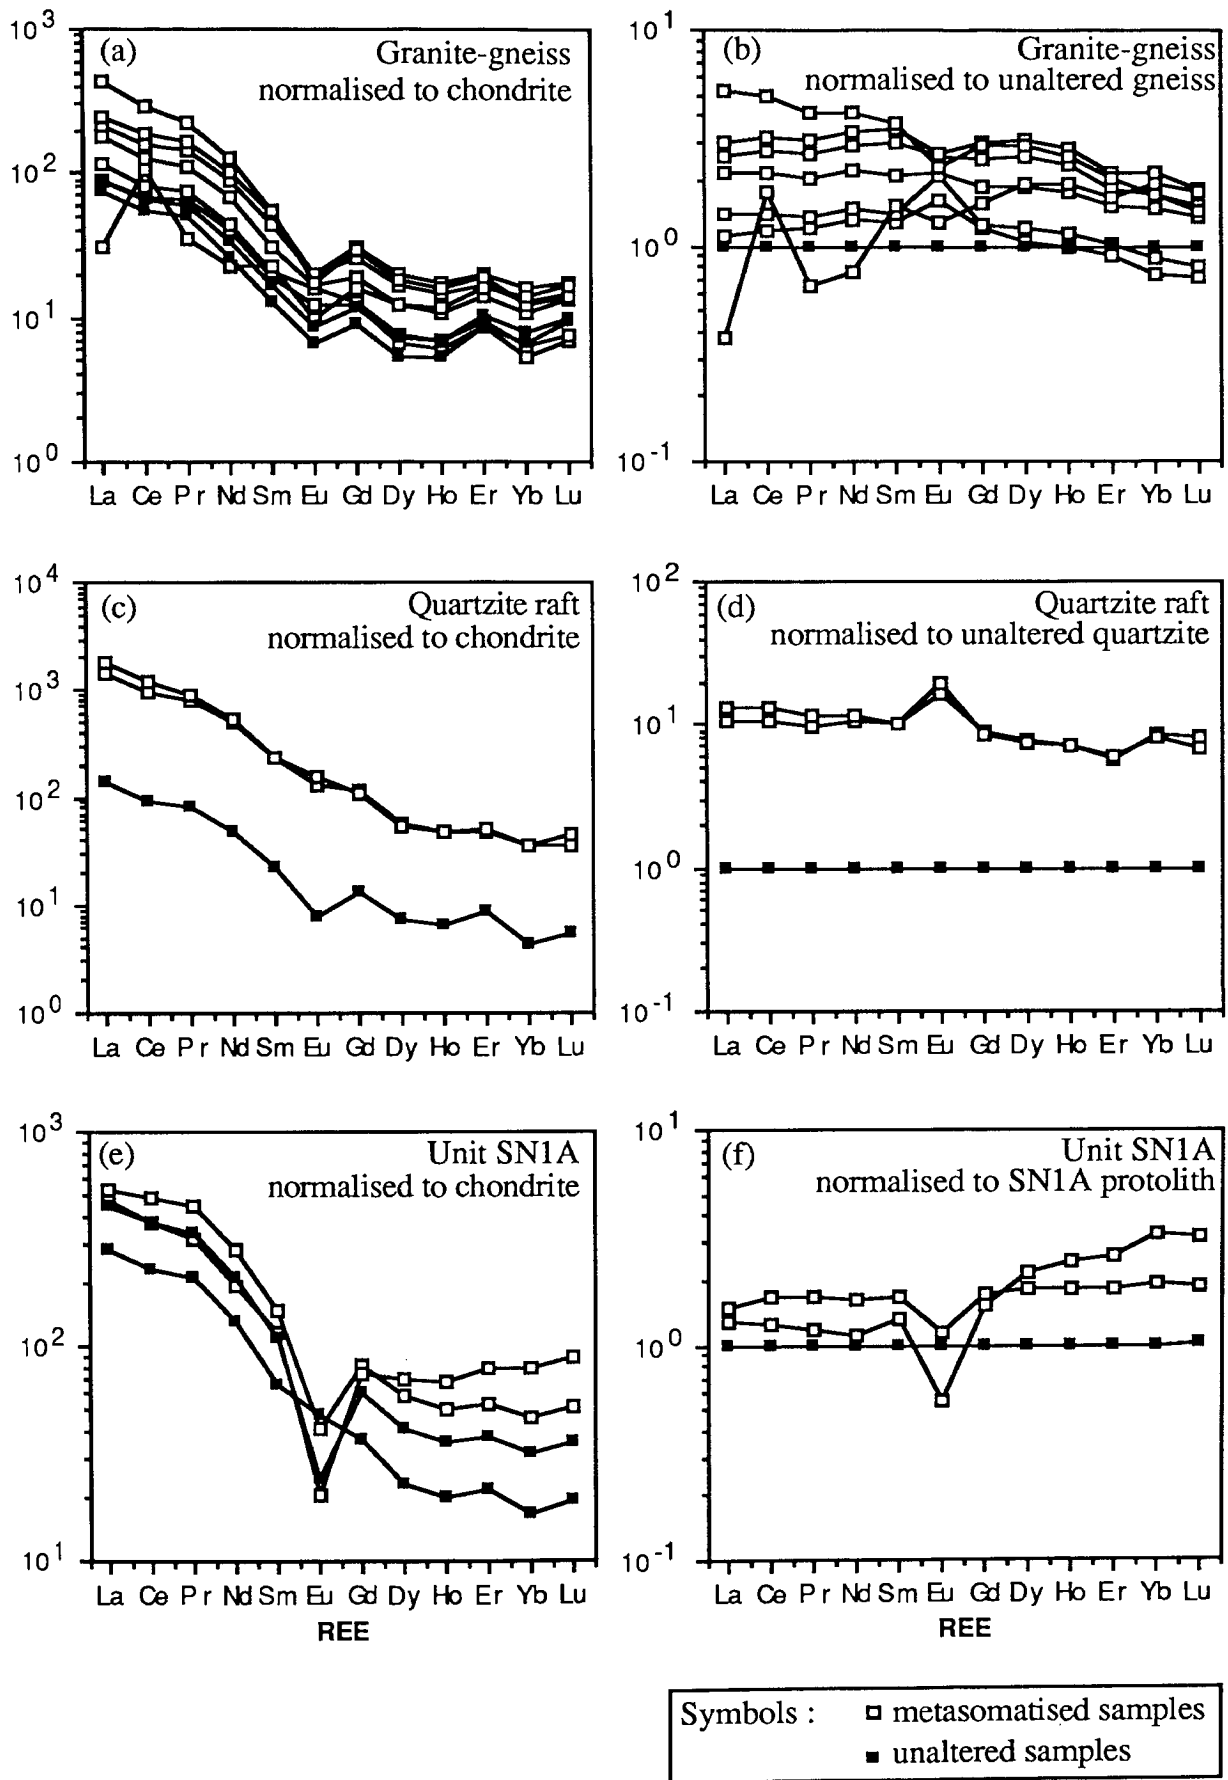 (a) Granite-gneiss
normalised to chondrite
10³
10²
10¹
10⁰
La Ce Pr Nd Sm Eu Gd Dy Ho Er Yb Lu
(b) Granite-gneiss
normalised to unaltered gneiss
10¹
10⁰
10⁻¹
La Ce Pr Nd Sm Eu Gd Dy Ho Er Yb Lu
(c) Quartzite raft
normalised to chondrite
10⁴
10³
10²
10¹
10⁰
La Ce Pr Nd Sm Eu Gd Dy Ho Er Yb Lu
(d) Quartzite raft
normalised to unaltered quartzite
10²
10¹
10⁰
10⁻¹
La Ce Pr Nd Sm Eu Gd Dy Ho Er Yb Lu
(e) Unit SN1A
normalised to chondrite
10³
10²
10¹
La Ce Pr Nd Sm Eu Gd Dy Ho Er Yb Lu
REE
(f) Unit SN1A
normalised to SN1A protolith
10¹
10⁰
10⁻¹
La Ce Pr Nd Sm Eu Gd Dy Ho Er Yb Lu
REE
Symbols : metasomatised samples
unaltered samples